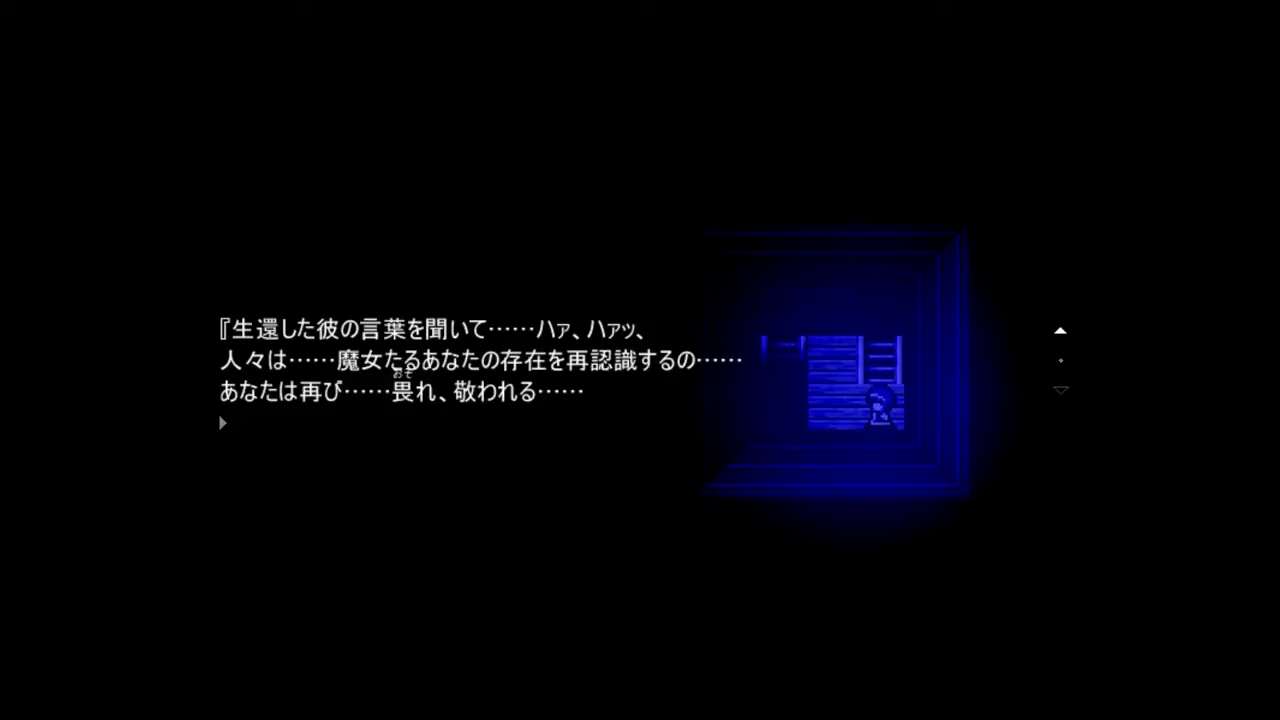 『生還した彼の言葉を聞いて……ハァ、ハァッ、
人々は……魔女たるあなたの存在を再認識するの……
おそ
あなたは再び……畏れ、敬われる……